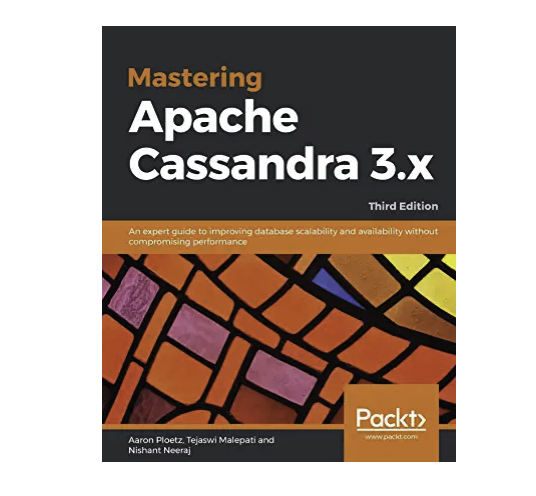 Mastering
Apache
Cassandra 3.x
Third Edition
An expert guide to improving database scalability and availability without
compromising performance
Packt>
www.packt.com
Aaron Ploetz, Tejaswi Malepati and
Nishant Neeraj